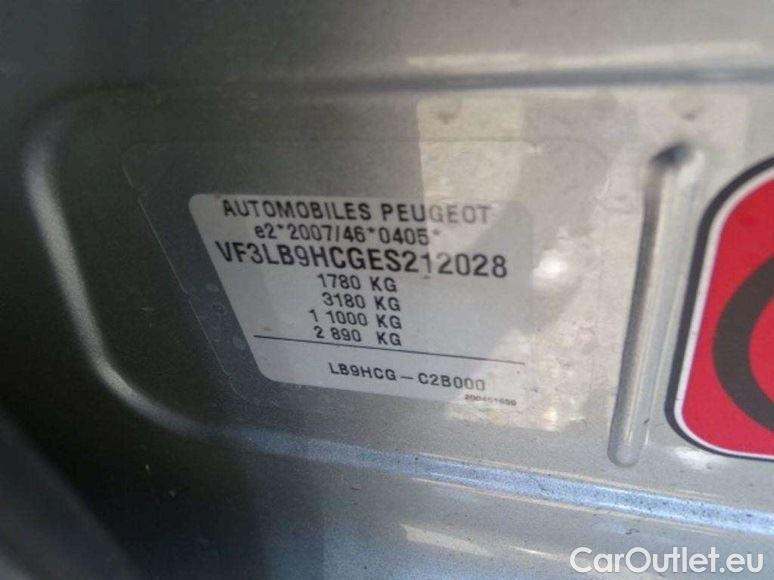 AUTOMOBILES PEUGEOT
e2*2007/46*0405*
VF3LB9HCGES212028
1780 KG
3180 KG
1 1000 KG
2 890 KG
LB9HCG - C2B000
CarOutlet.eu